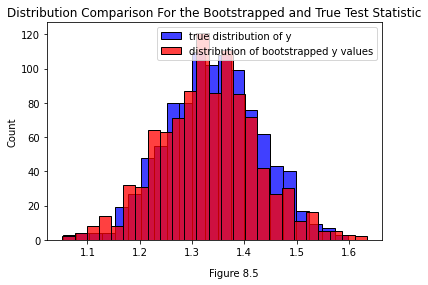 Distribution Comparison For the Bootstrapped and True Test Statistic
true distribution of y
distribution of bootstrapped y values
120
100
80
60
40
20
0
Count
1.1 1.2 1.3 1.4 1.5 1.6
Figure 8.5